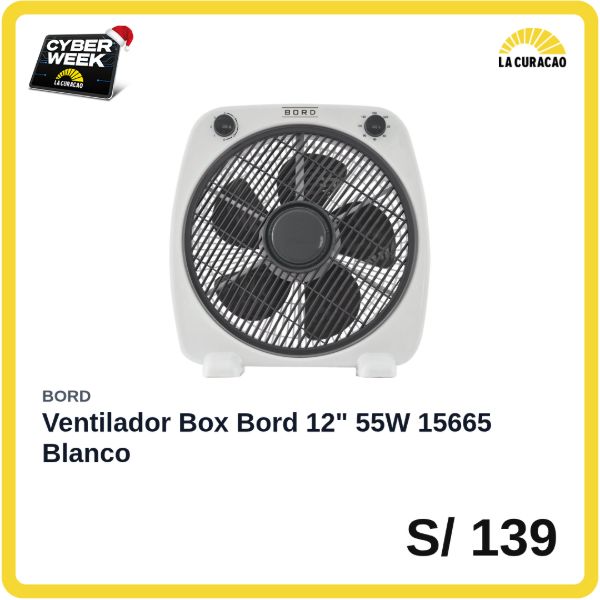 CYBER
WEEK
LA CURACAO
LA CURACAO
BORD
BORD
Ventilador Box Bord 12" 55W 15665
Blanco
S/ 139